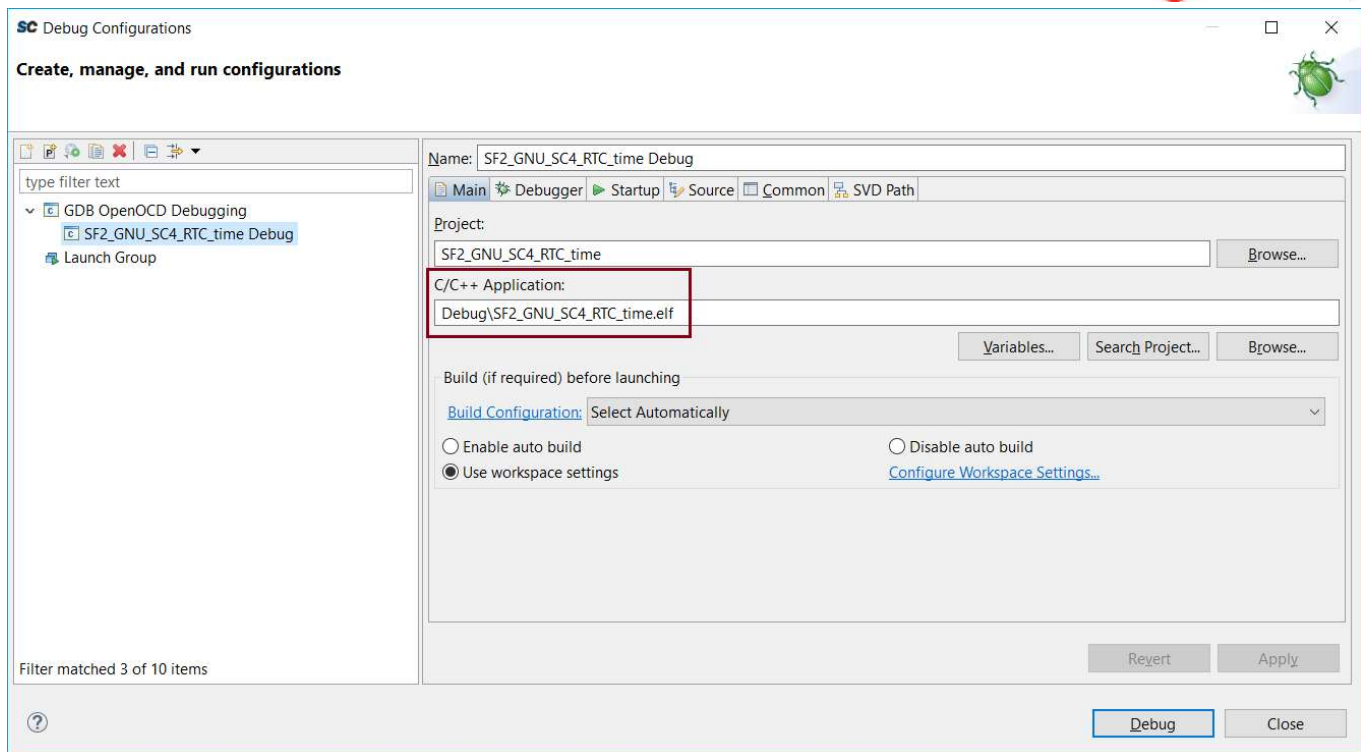 SC Debug Configurations
Create, manage, and run configurations
type filter text
GDB OpenOCD Debugging
SF2_GNU_SC4_RTC_time Debug
Launch Group
Filter matched 3 of 10 items
Name: SF2_GNU_SC4_RTC_time Debug
Main Debugger Startup Source Common SVD Path
Project:
SF2_GNU_SC4_RTC_time Browse...
C/C++ Application:
Debug\SF2_GNU_SC4_RTC_time.elf
Variables... Search Project... Browse...
Build (if required) before launching
Build Configuration: Select Automatically
Enable auto build Disable auto build
Use workspace settings Configure Workspace Settings...
Revert Apply
Debug Close